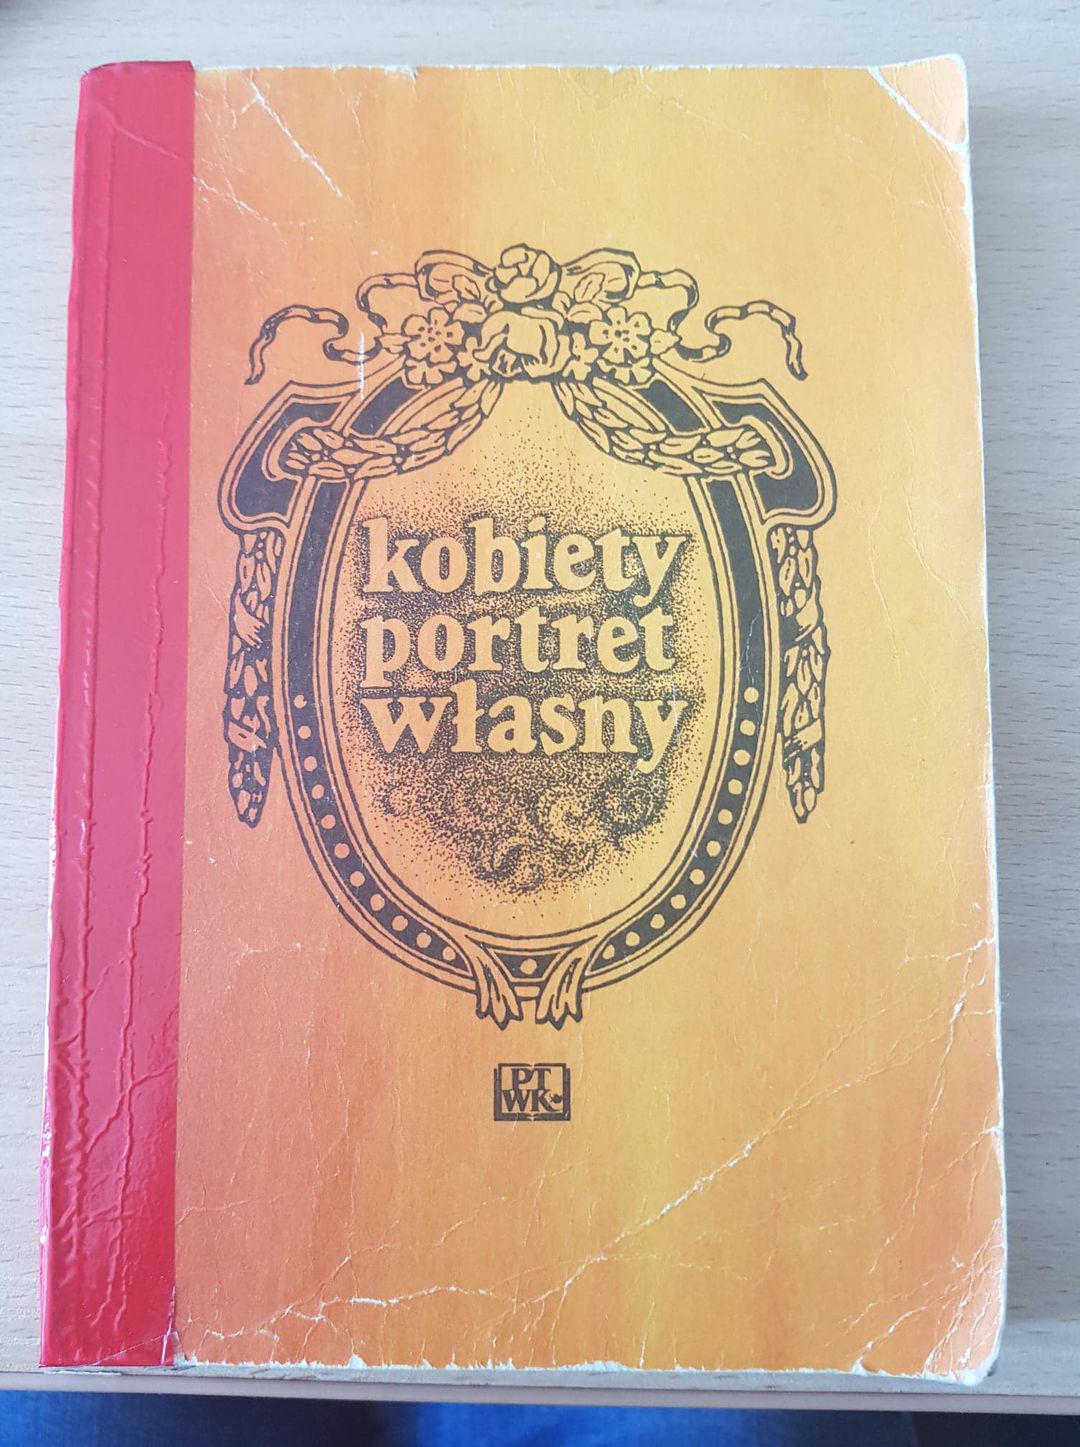 kobiety
portret
własny
PT
WK